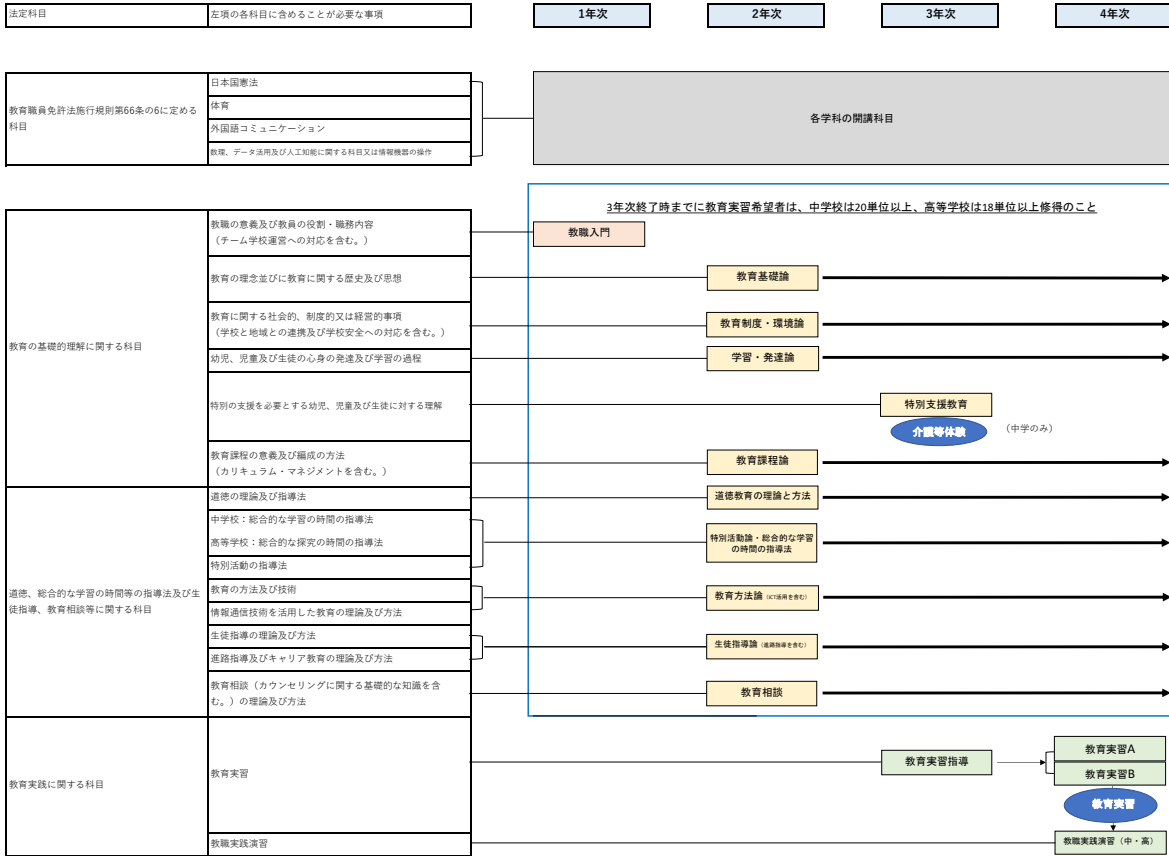 法定科目
左項の各科目に含めることが必要な事項
1年次
2年次
3年次
4年次
教育職員免許法施行規則第66条の6に定める
科目
日本国憲法
体育
外国語コミュニケーション
数理、データ活用及び人工知能に関する科目又は情報機器の操作
各学科の開講科目
3年次終了時までに教育実習希望者は、中学校は20単位以上、高等学校は18単位以上修得のこと
教育の基礎的理解に関する科目
教職の意義及び教員の役割・職務内容
（チーム学校運営への対応を含む。）
教職入門
教育の理念並びに教育に関する歴史及び思想
教育基礎論
教育に関する社会的、制度的又は経営的事項
（学校と地域との連携及び学校安全への対応を含む。）
教育制度・環境論
幼児、児童及び生徒の心身の発達及び学習の過程
学習・発達論
特別の支援を必要とする幼児、児童及び生徒に対する理解
特別支援教育
介護等体験
（中学のみ）
教育課程の意義及び編成の方法
（カリキュラム・マネジメントを含む。）
教育課程論
道徳、総合的な学習の時間等の指導法及び生
徒指導、教育相談等に関する科目
道徳の理論及び指導法
道徳教育の理論と方法
中学校：総合的な学習の時間の指導法
高等学校：総合的な探究の時間の指導法
特別活動の指導法
特別活動論・総合的な学習
の時間の指導法
教育の方法及び技術
情報通信技術を活用した教育の理論及び方法
教育方法論（ICT活用を含む）
生徒指導の理論及び方法
進路指導及びキャリア教育の理論及び方法
生徒指導論（進路指導を含む）
教育相談（カウンセリングに関する基礎的な知識を含
む。）の理論及び方法
教育相談
教育実践に関する科目
教育実習
教育実習指導
教育実習A
教育実習B
教育実習
教職実践演習
教職実践演習（中・高）